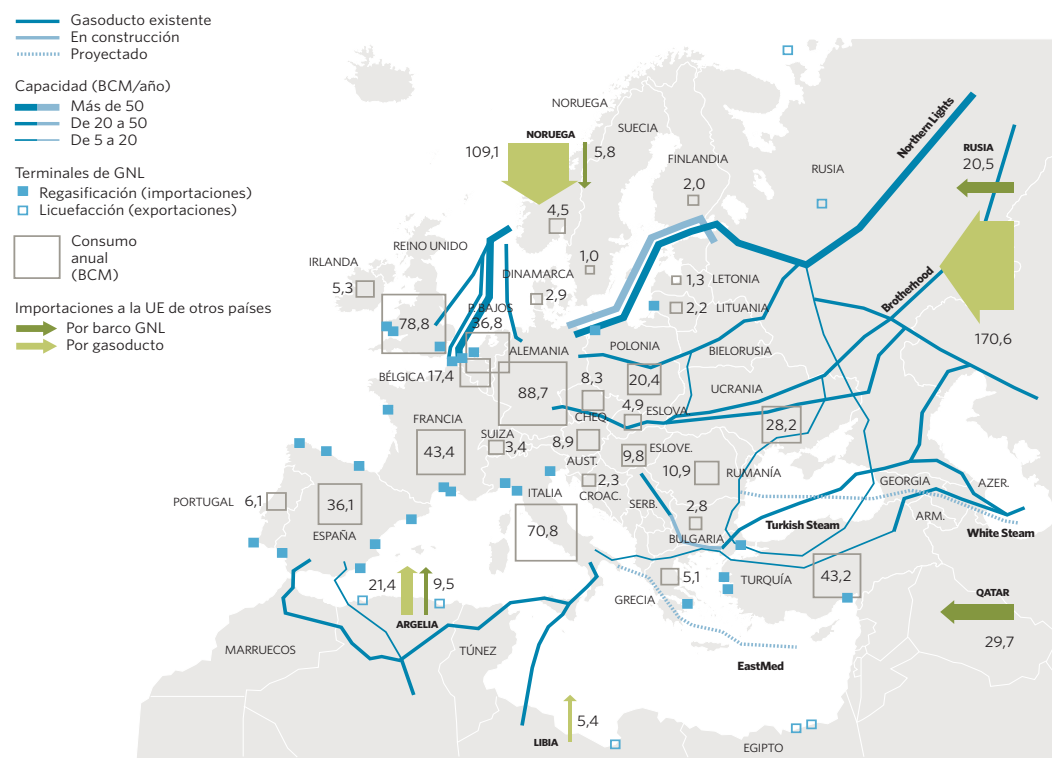 Gasoducto existente
En construcción
Proyectado
Capacidad (BCM/año)
Más de 50
De 20 a 50
De 5 a 20
Terminales de GNL
Regasificación (importaciones)
Licuefacción (exportaciones)
Consumo
anual
(BCM)
Importaciones a la UE de otros países
Por barco GNL
Por gasoducto
NORUEGA
NORUEGA
109,1
5,8
SUECIA
FINLANDIA
2,0
RUSIA
Northern Lights
RUSIA
20,5
4,5
REINO UNIDO
IRLANDA
5,3
1,0
DINAMARCA
2,9
1,3
LETONIA
2,2
LITUANIA
Brotherhood
170,6
78,8
P. BAJOS
36,8
ALEMANIA
POLONIA
BIELORUSIA
BÉLGICA
17,4
88,7
8,3
CHEQ.
20,4
UCRANIA
4,9
ESLOVA.
28,2
FRANCIA
43,4
SUIZA
3,4
8,9
AUST.
9,8
ESLOVE.
10,9
RUMANÍA
2,3
CROAC.
PORTUGAL
6,1
36,1
ESPAÑA
ITALIA
70,8
SERB.
2,8
BULGARIA
Turkish Steam
GEORGIA
AZER.
ARM.
White Steam
5,1
GRECIA
TURQUÍA
43,2
21,4
9,5
ARGELIA
QATAR
29,7
MARRUECOS
TÚNEZ
EastMed
LIBIA
5,4
EGIPTO